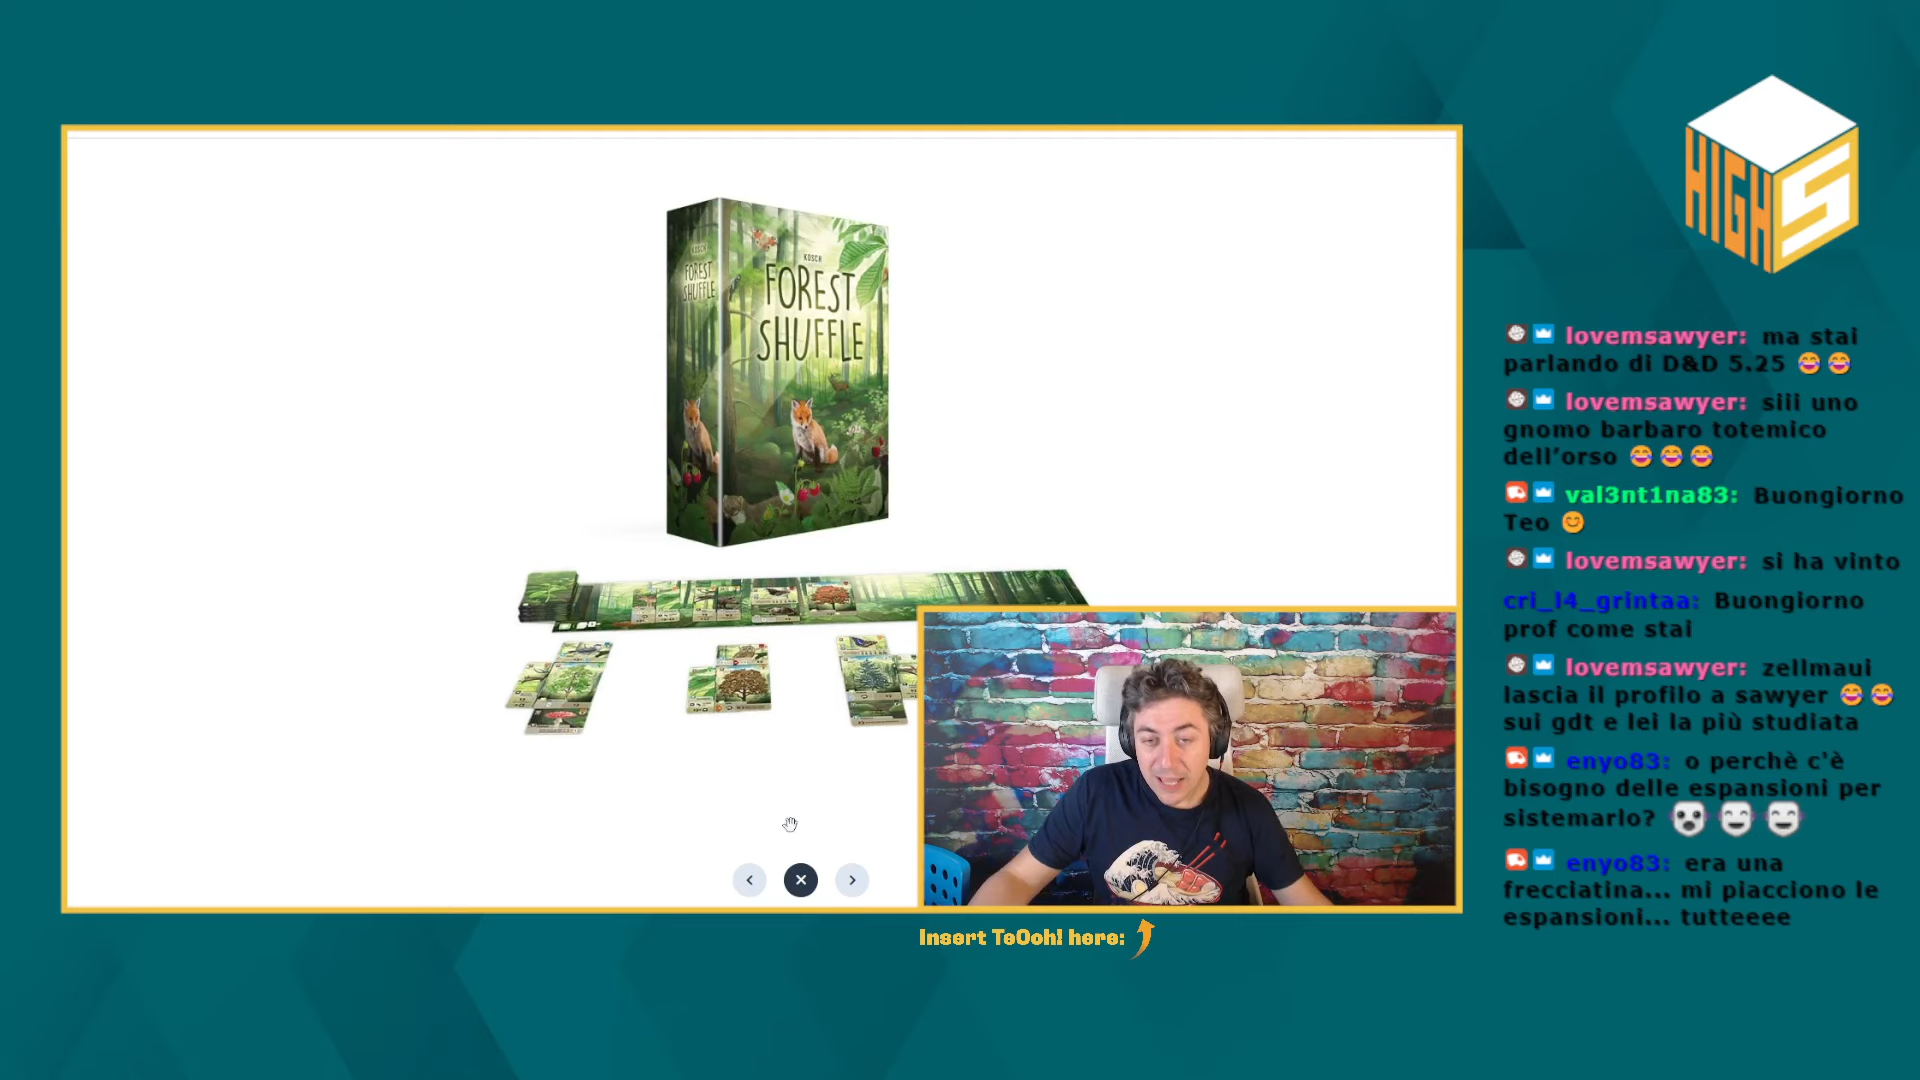 KOSCH
FOREST
SHUFFLE
KOSCH
FOREST
SHUFFLE
HIGH 5
lovemsawyer: ma stai
parlando di D&D 5.25 😂😂
lovemsawyer: siii uno
gnomo barbaro totemico
dell'orso 😂😂😂
val3nt1na83: Buongiorno
Teo 😊
lovemsawyer: si ha vinto
cri_l4_grintaa: Buongiorno
prof come stai
lovemsawyer: zellmaui
lascia il profilo a sawyer 😂😂
sui gdt e lei la più studiata
enyo83: o perchè c'è
bisogno delle espansioni per
sistemarlo?
enyo83: era una
frecciatina... mi piacciono le
espansioni... tutteeee
Insert TeOoh! here: